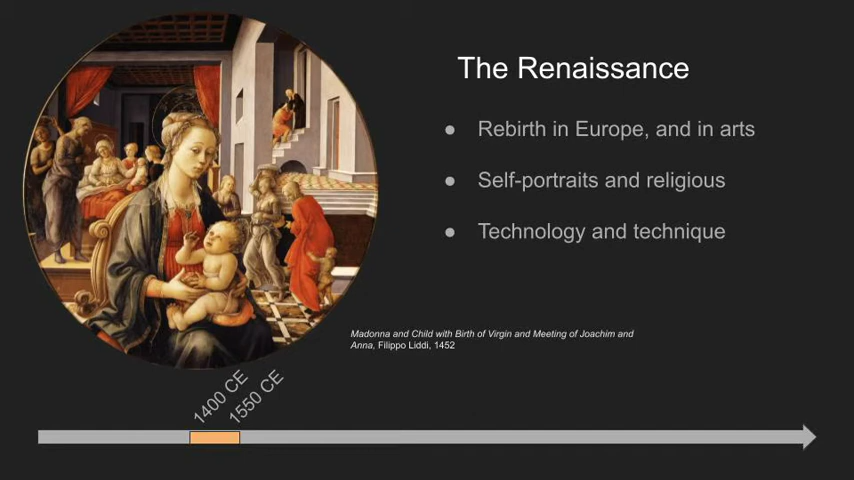 The Renaissance
● Rebirth in Europe, and in arts
● Self-portraits and religious
● Technology and technique
Madonna and Child with Birth of Virgin and Meeting of Joachim and
Anna, Filippo Liddi, 1452
1400 CE
1550 CE